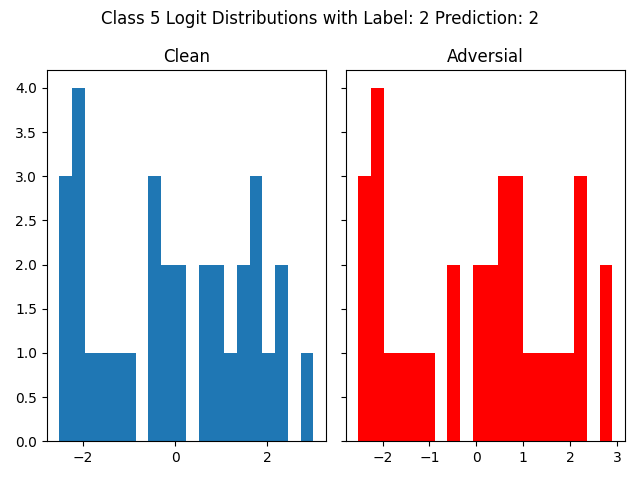 Class 5 Logit Distributions with Label: 2 Prediction: 2
Clean
Adversial
4.0
3.5
3.0
2.5
2.0
1.5
1.0
0.5
0.0
−2 0 2
−2 −1 0 1 2 3